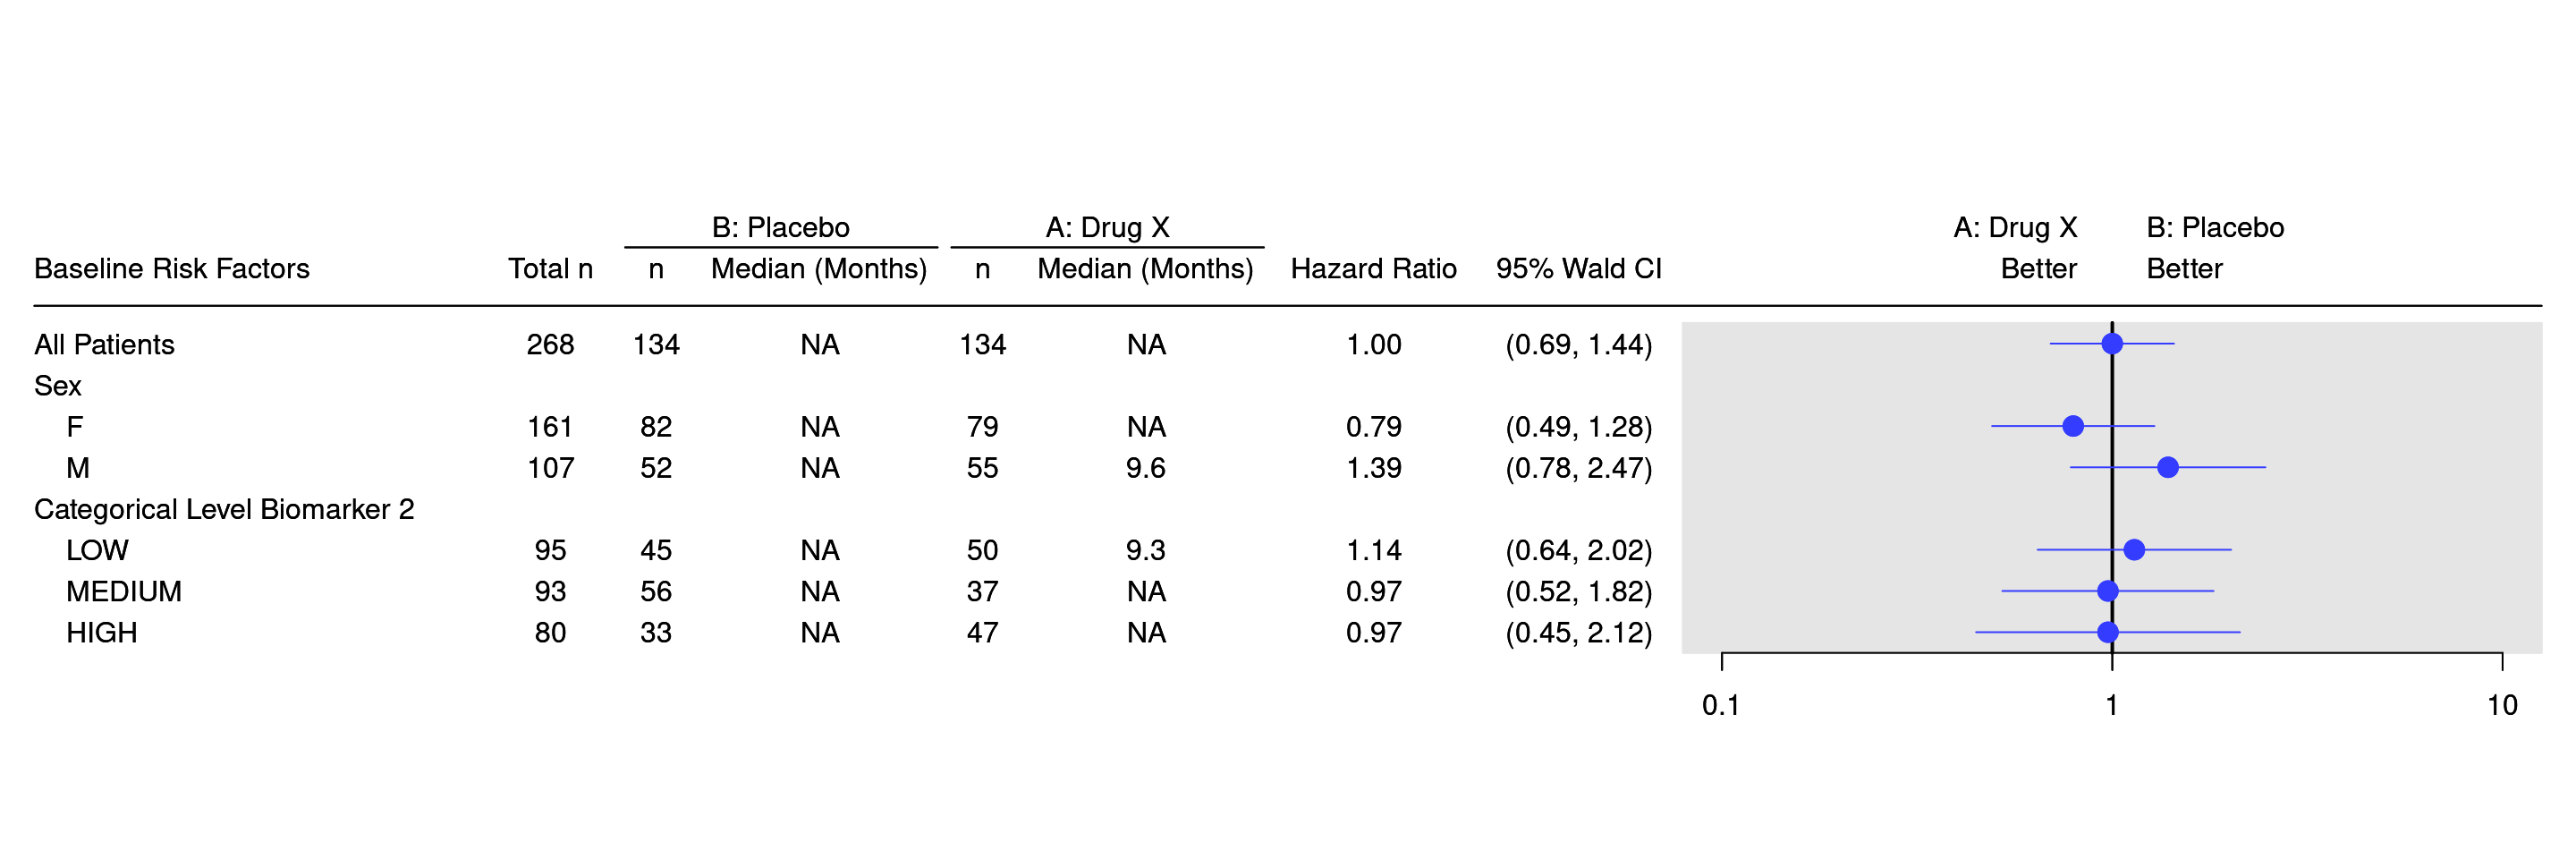 B: Placebo A: Drug X A: Drug X B: Placebo
Baseline Risk Factors Total n n Median (Months) n Median (Months) Hazard Ratio 95% Wald CI Better Better
All Patients 268 134 NA 134 NA 1.00 (0.69, 1.44)
Sex
F 161 82 NA 79 NA 0.79 (0.49, 1.28)
M 107 52 NA 55 9.6 1.39 (0.78, 2.47)
Categorical Level Biomarker 2
LOW 95 45 NA 50 9.3 1.14 (0.64, 2.02)
MEDIUM 93 56 NA 37 NA 0.97 (0.52, 1.82)
HIGH 80 33 NA 47 NA 0.97 (0.45, 2.12)
0.1 1 10